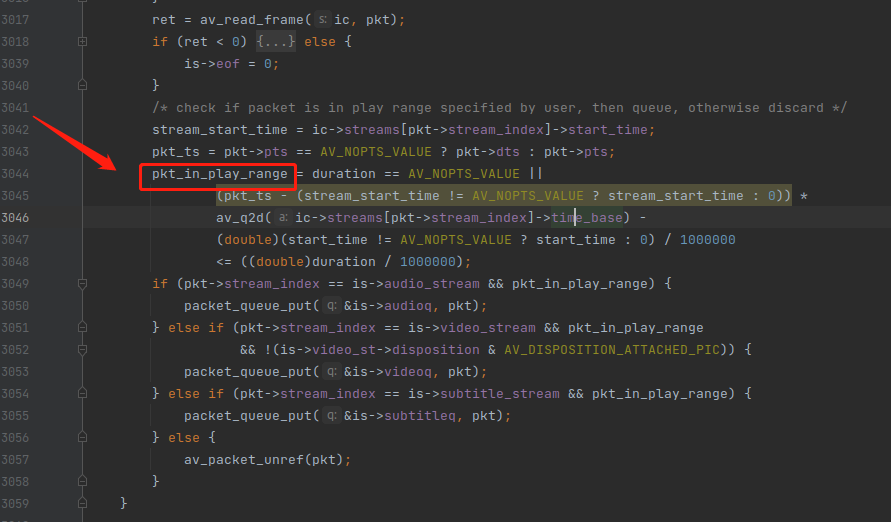 3017 ret = av_read_frame(s: ic, pkt);
3018 if (ret < 0) {...} else {
3039 is->eof = 0;
3040 }
3041 /* check if packet is in play range specified by user, then queue, otherwise discard */
3042 stream_start_time = ic->streams[pkt->stream_index]->start_time;
3043 pkt_ts = pkt->pts == AV_NOPTS_VALUE ? pkt->dts : pkt->pts;
3044 pkt_in_play_range = duration == AV_NOPTS_VALUE ||
3045 (pkt_ts - (stream_start_time != AV_NOPTS_VALUE ? stream_start_time : 0)) *
3046 av_q2d(a: ic->streams[pkt->stream_index]->time_base) -
3047 (double)(start_time != AV_NOPTS_VALUE ? start_time : 0) / 1000000
3048 <= ((double)duration / 1000000);
3049 if (pkt->stream_index == is->audio_stream && pkt_in_play_range) {
3050 packet_queue_put(q: &is->audioq, pkt);
3051 } else if (pkt->stream_index == is->video_stream && pkt_in_play_range
3052 && !(is->video_st->disposition & AV_DISPOSITION_ATTACHED_PIC)) {
3053 packet_queue_put(q: &is->videoq, pkt);
3054 } else if (pkt->stream_index == is->subtitle_stream && pkt_in_play_range) {
3055 packet_queue_put(q: &is->subtitleq, pkt);
3056 } else {
3057 av_packet_unref(pkt);
3058 }
3059 }